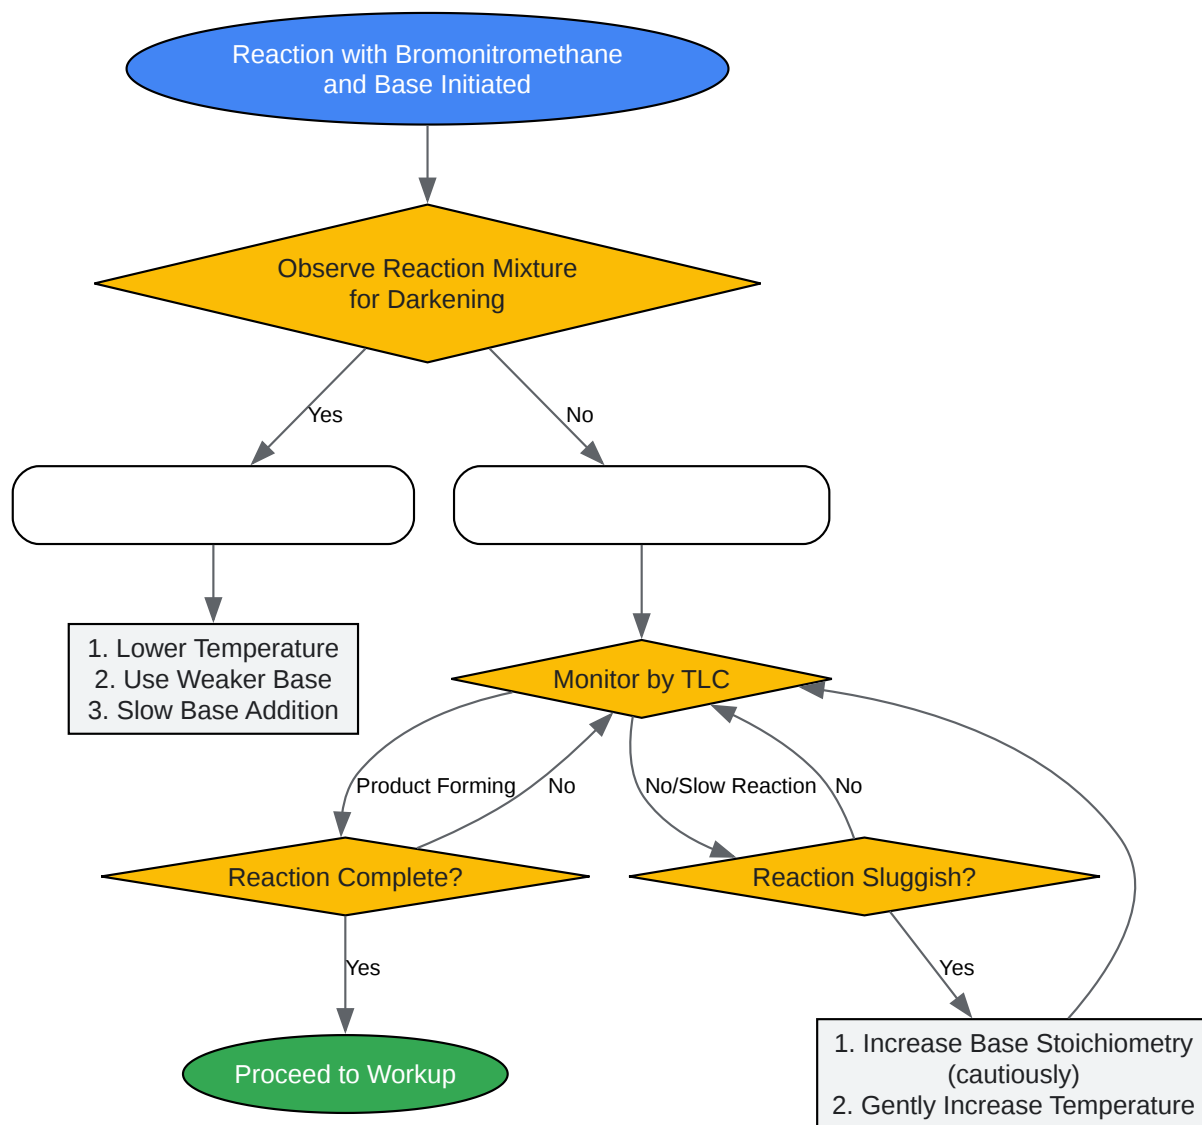 Reaction with Bromonitromethane
and Base Initiated
Observe Reaction Mixture
for Darkening
Yes
No
1. Lower Temperature
2. Use Weaker Base
3. Slow Base Addition
Monitor by TLC
Product Forming
No
No/Slow Reaction
No
Reaction Complete?
Reaction Sluggish?
Yes
Yes
Proceed to Workup
1. Increase Base Stoichiometry
(cautiously)
2. Gently Increase Temperature